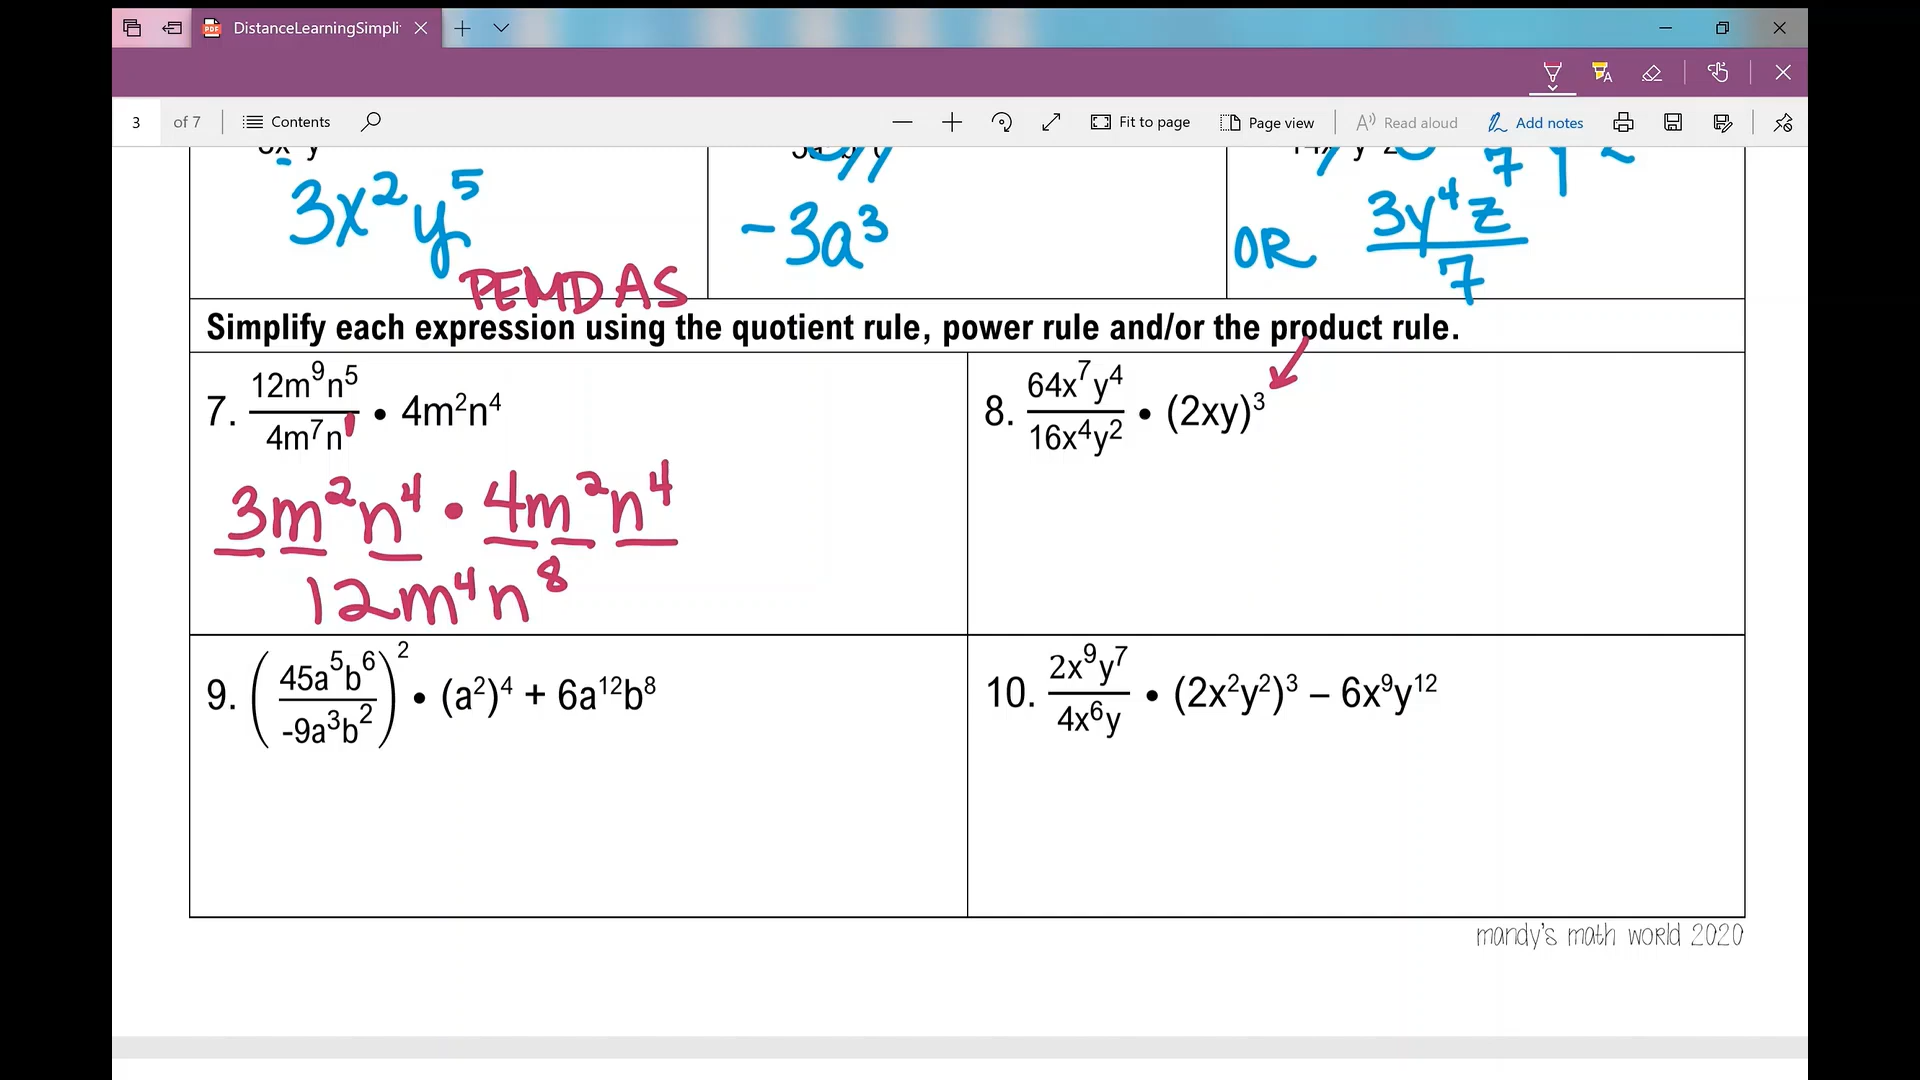 DistanceLearningSimpli
3 of 7 Contents Fit to page Page view Read aloud Add notes
3x²y⁵
-3a³
7
OR 3y⁴z
7
PEMDAS
Simplify each expression using the quotient rule, power rule and/or the product rule.
7. 12m⁹n⁵ / 4m⁷n¹ • 4m²n⁴
3m²n⁴ • 4m²n⁴
12m⁴n⁸
8. 64x⁷y⁴ / 16x⁴y² • (2xy)³
9. (45a⁵b⁶ / -9a³b²)² • (a²)⁴ + 6a¹²b⁸
10. 2x⁹y⁷ / 4x⁶y • (2x²y²)³ – 6x⁹y¹²
mandy's math world 2020